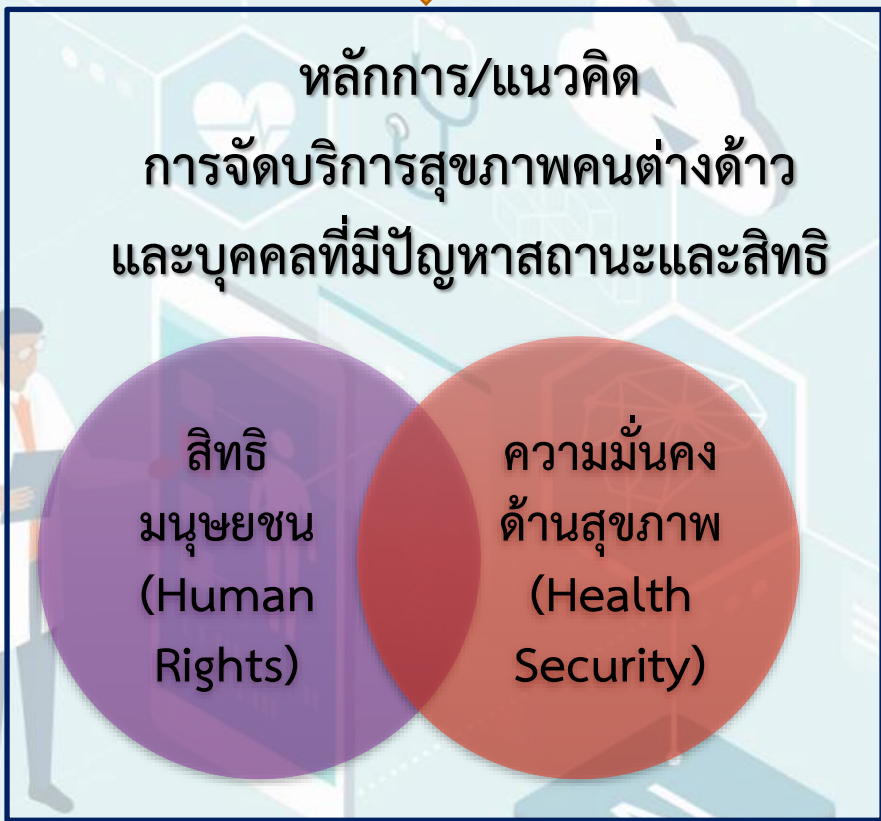 หลักการ/แนวคิด
การจัดบริการสุขภาพคนต่างด้าว
และบุคคลที่มีปัญหาสถานะและสิทธิ
สิทธิ
มนุษยชน
(Human
Rights)
ความมั่นคง
ด้านสุขภาพ
(Health
Security)